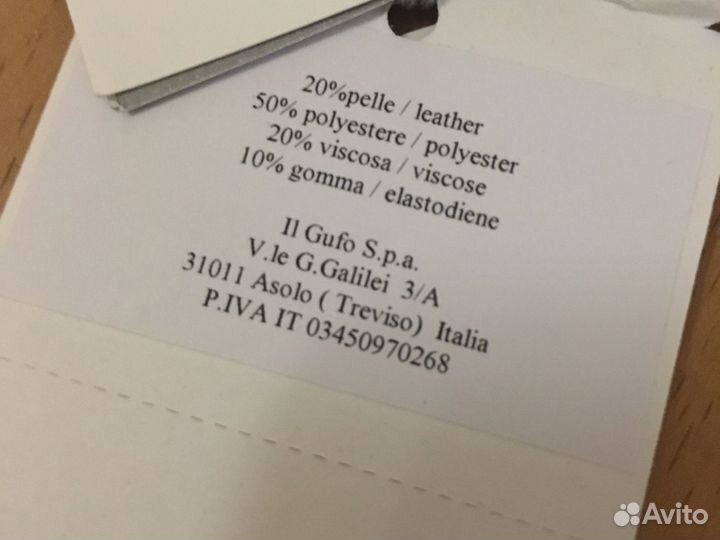 20%pelle / leather
50% polyestere / polyester
20% viscosa / viscose
10% gomma / elastodiene
Il Gufo S.p.a.
V.le G.Galilei 3/A
31011 Asolo ( Treviso) Italia
P.IVA IT 03450970268
Avito